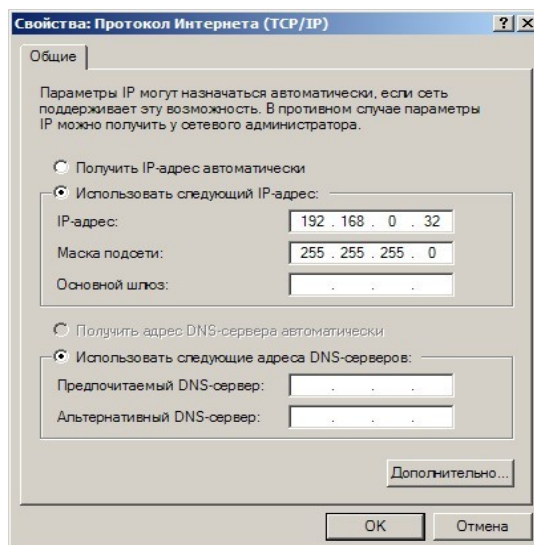 Свойства: Протокол Интернета (TCP/IP)
Общие
Параметры IP могут назначаться автоматически, если сеть
поддерживает эту возможность. В противном случае параметры
IP можно получить у сетевого администратора.
Получить IP-адрес автоматически
Использовать следующий IP-адрес:
IP-адрес: 192 . 168 . 0 . 32
Маска подсети: 255 . 255 . 255 . 0
Основной шлюз: . . .
Получить адрес DNS-сервера автоматически
Использовать следующие адреса DNS-серверов:
Предпочитаемый DNS-сервер: . . .
Альтернативный DNS-сервер: . . .
Дополнительно...
OK Отмена